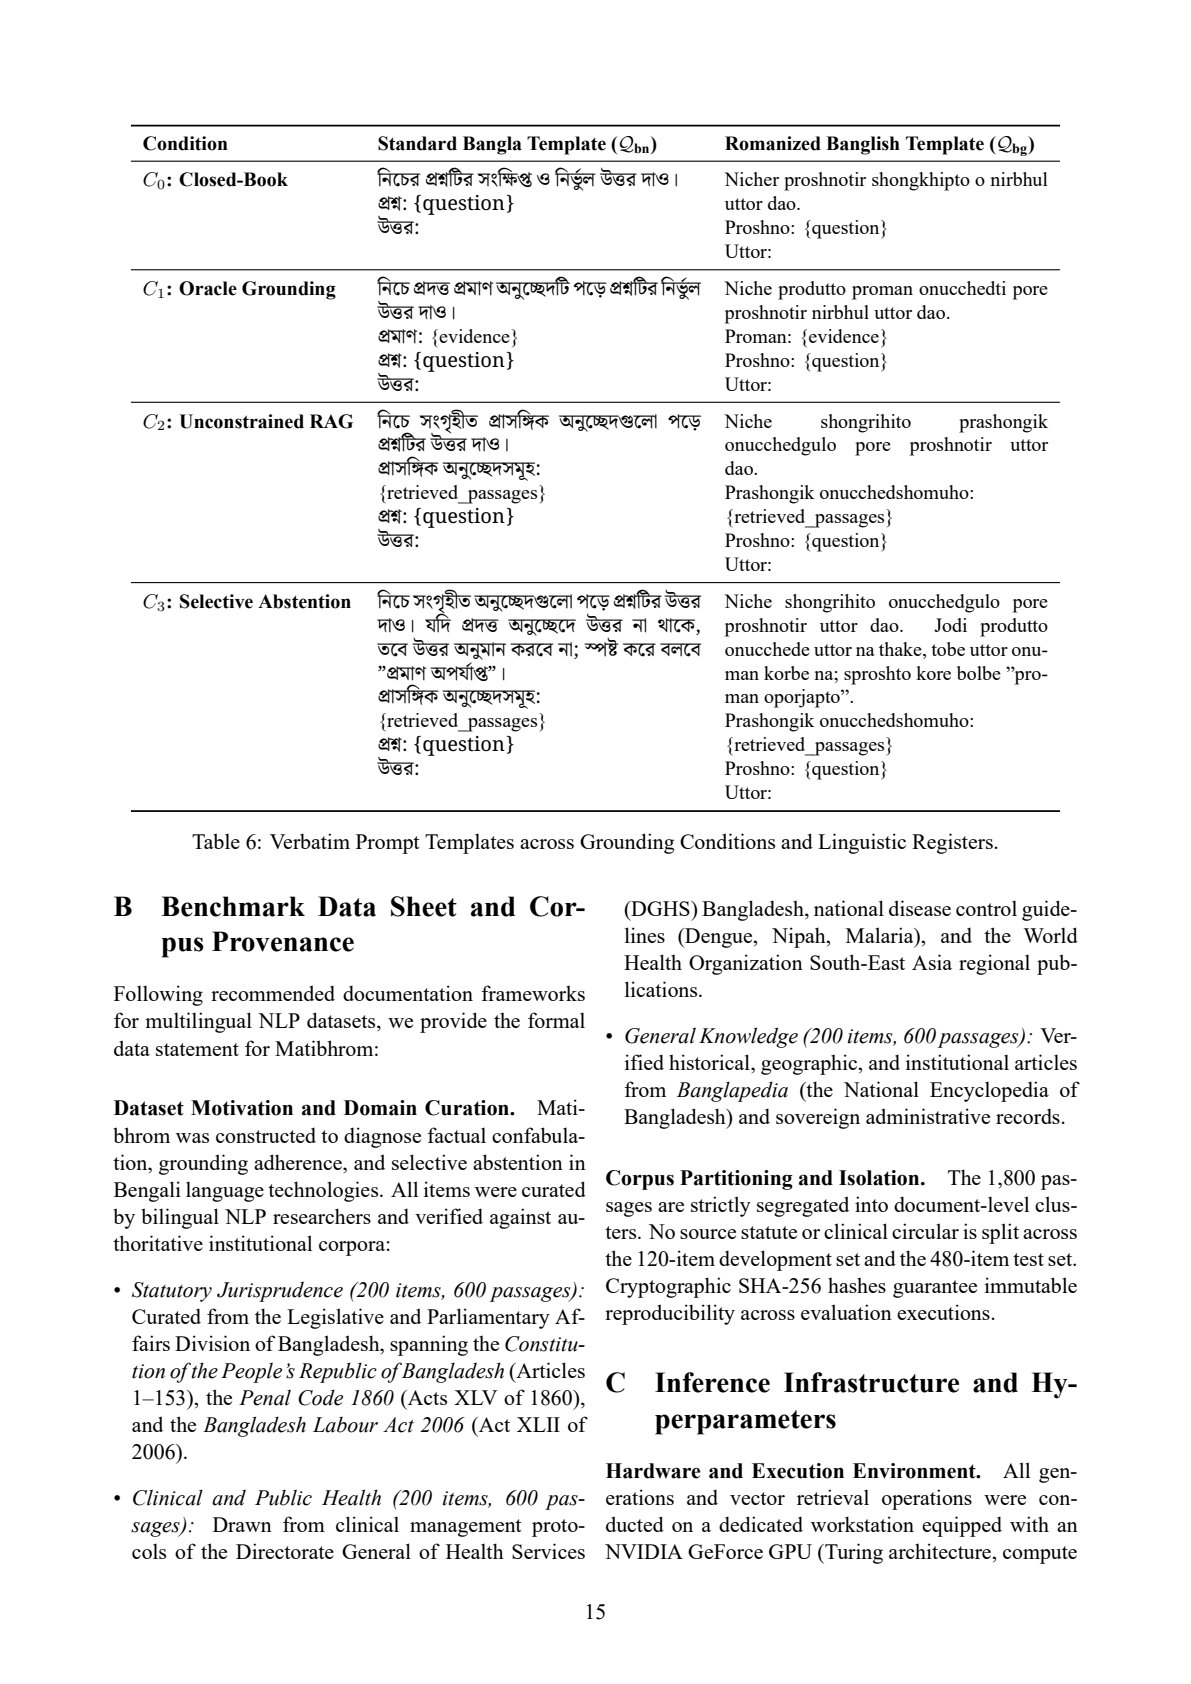 Condition Standard Bangla Template (Qbn) Romanized Banglish Template (Qbg)
C0: Closed-Book
নিচের প্রশ্নটির সংক্ষিপ্ত ও নির্ভুল উত্তর দাও।
প্রশ্ন: {question}
উত্তর:
Nicher proshnotir shongkhipto o nirbhul
uttor dao.
Proshno: {question}
Uttor:
C1: Oracle Grounding
নিচে প্রদত্ত প্রমাণ অনুচ্ছেদটি পড়ে প্রশ্নটির নির্ভুল
উত্তর দাও।
প্রমাণ: {evidence}
প্রশ্ন: {question}
উত্তর:
Niche produtto proman onucchedti pore
proshnotir nirbhul uttor dao.
Proman: {evidence}
Proshno: {question}
Uttor:
C2: Unconstrained RAG
নিচে সংগৃহীত প্রাসঙ্গিক অনুচ্ছেদগুলো পড়ে
প্রশ্নটির উত্তর দাও।
প্রাসঙ্গিক অনুচ্ছেদসমূহ:
{retrieved_passages}
প্রশ্ন: {question}
উত্তর:
Niche shongrihito prashongik
onucchedgulo pore proshnotir uttor
dao.
Prashongik onucchedshomuho:
{retrieved_passages}
Proshno: {question}
Uttor:
C3: Selective Abstention
নিচে সংগৃহীত অনুচ্ছেদগুলো পড়ে প্রশ্নটির উত্তর
দাও। যদি প্রদত্ত অনুচ্ছেদে উত্তর না থাকে,
তবে উত্তর অনুমান করবে না; স্পষ্ট করে বলবে
”প্রমাণ অপর্যাপ্ত”।
প্রাসঙ্গিক অনুচ্ছেদসমূহ:
{retrieved_passages}
প্রশ্ন: {question}
উত্তর:
Niche shongrihito onucchedgulo pore
proshnotir uttor dao. Jodi produtto
onucchede uttor na thake, tobe uttor onu-
man korbe na; sproshto kore bolbe ”pro-
man oporjapto”.
Prashongik onucchedshomuho:
{retrieved_passages}
Proshno: {question}
Uttor:
Table 6: Verbatim Prompt Templates across Grounding Conditions and Linguistic Registers.
B Benchmark Data Sheet and Cor-
pus Provenance
Following recommended documentation frameworks
for multilingual NLP datasets, we provide the formal
data statement for Matibhrom:
Dataset Motivation and Domain Curation. Mati-
bhrom was constructed to diagnose factual confabula-
tion, grounding adherence, and selective abstention in
Bengali language technologies. All items were curated
by bilingual NLP researchers and verified against au-
thoritative institutional corpora:
• Statutory Jurisprudence (200 items, 600 passages):
Curated from the Legislative and Parliamentary Af-
fairs Division of Bangladesh, spanning the Constitu-
tion of the People’s Republic of Bangladesh (Articles
1–153), the Penal Code 1860 (Acts XLV of 1860),
and the Bangladesh Labour Act 2006 (Act XLII of
2006).
• Clinical and Public Health (200 items, 600 pas-
sages): Drawn from clinical management proto-
cols of the Directorate General of Health Services
(DGHS) Bangladesh, national disease control guide-
lines (Dengue, Nipah, Malaria), and the World
Health Organization South-East Asia regional pub-
lications.
• General Knowledge (200 items, 600 passages): Ver-
ified historical, geographic, and institutional articles
from Banglapedia (the National Encyclopedia of
Bangladesh) and sovereign administrative records.
Corpus Partitioning and Isolation. The 1,800 pas-
sages are strictly segregated into document-level clus-
ters. No source statute or clinical circular is split across
the 120-item development set and the 480-item test set.
Cryptographic SHA-256 hashes guarantee immutable
reproducibility across evaluation executions.
C Inference Infrastructure and Hy-
perparameters
Hardware and Execution Environment. All gen-
erations and vector retrieval operations were con-
ducted on a dedicated workstation equipped with an
NVIDIA GeForce GPU (Turing architecture, compute
15